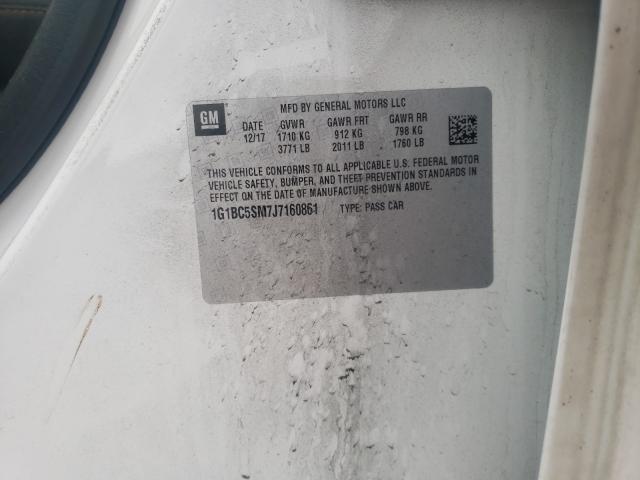 GM
MFD BY GENERAL MOTORS LLC
DATE GVWR GAWR FRT GAWR RR
12/17 1710 KG 912 KG 798 KG
3771 LB 2011 LB 1760 LB
THIS VEHICLE CONFORMS TO ALL APPLICABLE U.S. FEDERAL MOTOR
VEHICLE SAFETY, BUMPER, AND THEFT PREVENTION STANDARDS IN
EFFECT ON THE DATE OF MANUFACTURE SHOWN ABOVE.
1G1BC5SM7J7160861 TYPE: PASS CAR